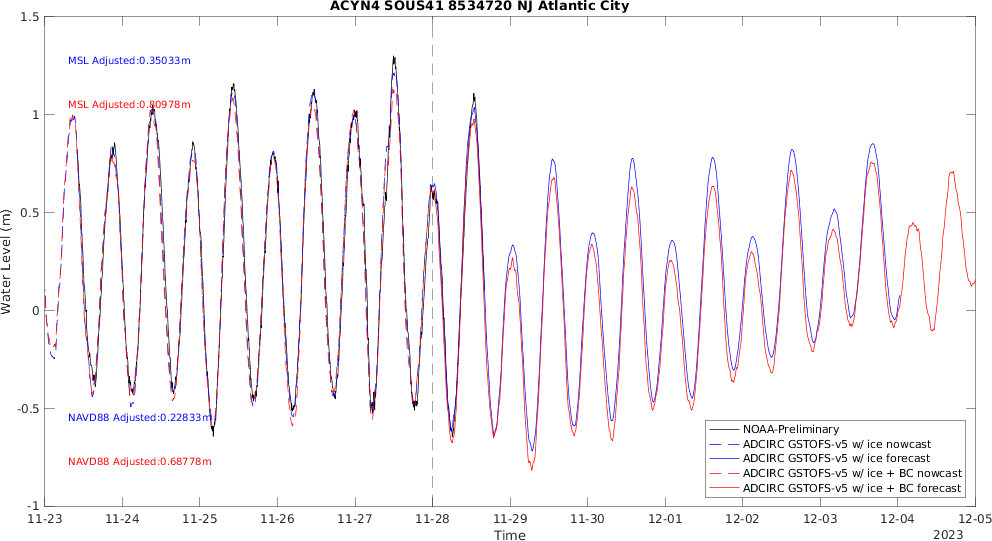 ACYN4 SOUS41 8534720 NJ Atlantic City
1.5
1
0.5
0
-0.5
-1
Water Level (m)
MSL Adjusted:0.35033m
MSL Adjusted:0.80978m
NAVD88 Adjusted:0.22833m
NAVD88 Adjusted:0.68778m
NOAA-Preliminary
ADCIRC GSTOFS-v5 w/ ice nowcast
ADCIRC GSTOFS-v5 w/ ice forecast
ADCIRC GSTOFS-v5 w/ ice + BC nowcast
ADCIRC GSTOFS-v5 w/ ice + BC forecast
11-23 11-24 11-25 11-26 11-27 11-28 11-29 11-30 12-01 12-02 12-03 12-04 12-05
Time
2023